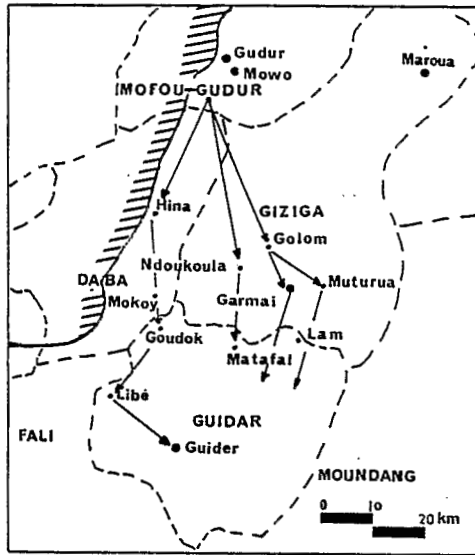 Gudur
Mowo
Maroua
MOFOU-GUDUR
Hina
GIZIGA
Golom
Ndoukoula
DABA
Mokoy
Garmai
Muturua
Goudok
Lam
Matafal
Libé
GUIDAR
FALI
Guider
MOUNDANG
0 10 20 km